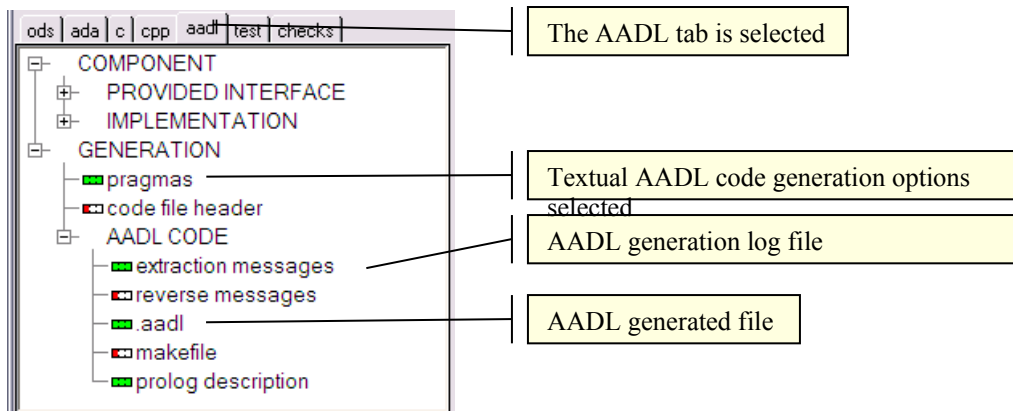 ods ada c cpp aadl test checks
The AADL tab is selected
COMPONENT
PROVIDED INTERFACE
IMPLEMENTATION
GENERATION
pragmas
Textual AADL code generation options
selected
code file header
AADL CODE
AADL generation log file
extraction messages
reverse messages
.aadl
AADL generated file
makefile
prolog description